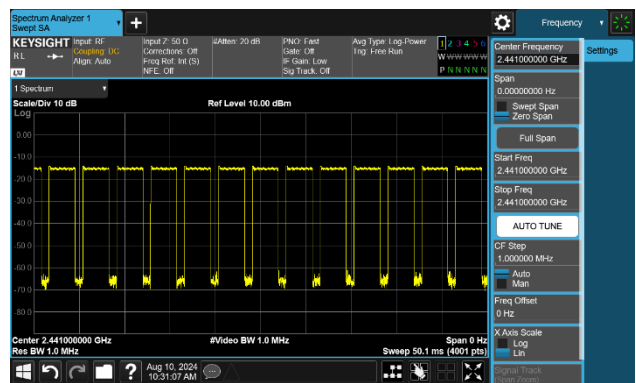 Spectrum Analyzer 1
Swept SA
+
Frequency
KEYSIGHT
RL
LXI
Input: RF
Coupling: DC
Align: Auto
Input Z: 50 Ω
Corrections: Off
Freq Ref: Int (S)
NFE: Off
#Atten: 20 dB
PNO: Fast
Gate: Off
IF Gain: Low
Sig Track: Off
Avg Type: Log-Power
Trig: Free Run
1 2 3 4 5 6
W W W W W W
P N N N N N
Center Frequency
2.441000000 GHz
Settings
Span
0.00000000 Hz
Swept Span
Zero Span
Full Span
Start Freq
2.441000000 GHz
Stop Freq
2.441000000 GHz
AUTO TUNE
CF Step
1.000000 MHz
Auto
Man
Freq Offset
0 Hz
X Axis Scale
Log
Lin
Signal Track
(Span Zoom)
1 Spectrum
Scale/Div 10 dB
Ref Level 10.00 dBm
Log
0.00
-10.0
-20.0
-30.0
-40.0
-50.0
-60.0
-70.0
-80.0
Center 2.441000000 GHz
#Video BW 1.0 MHz
Span 0 Hz
Res BW 1.0 MHz
Sweep 50.1 ms (4001 pts)
?
Aug 10, 2024
10:31:07 AM